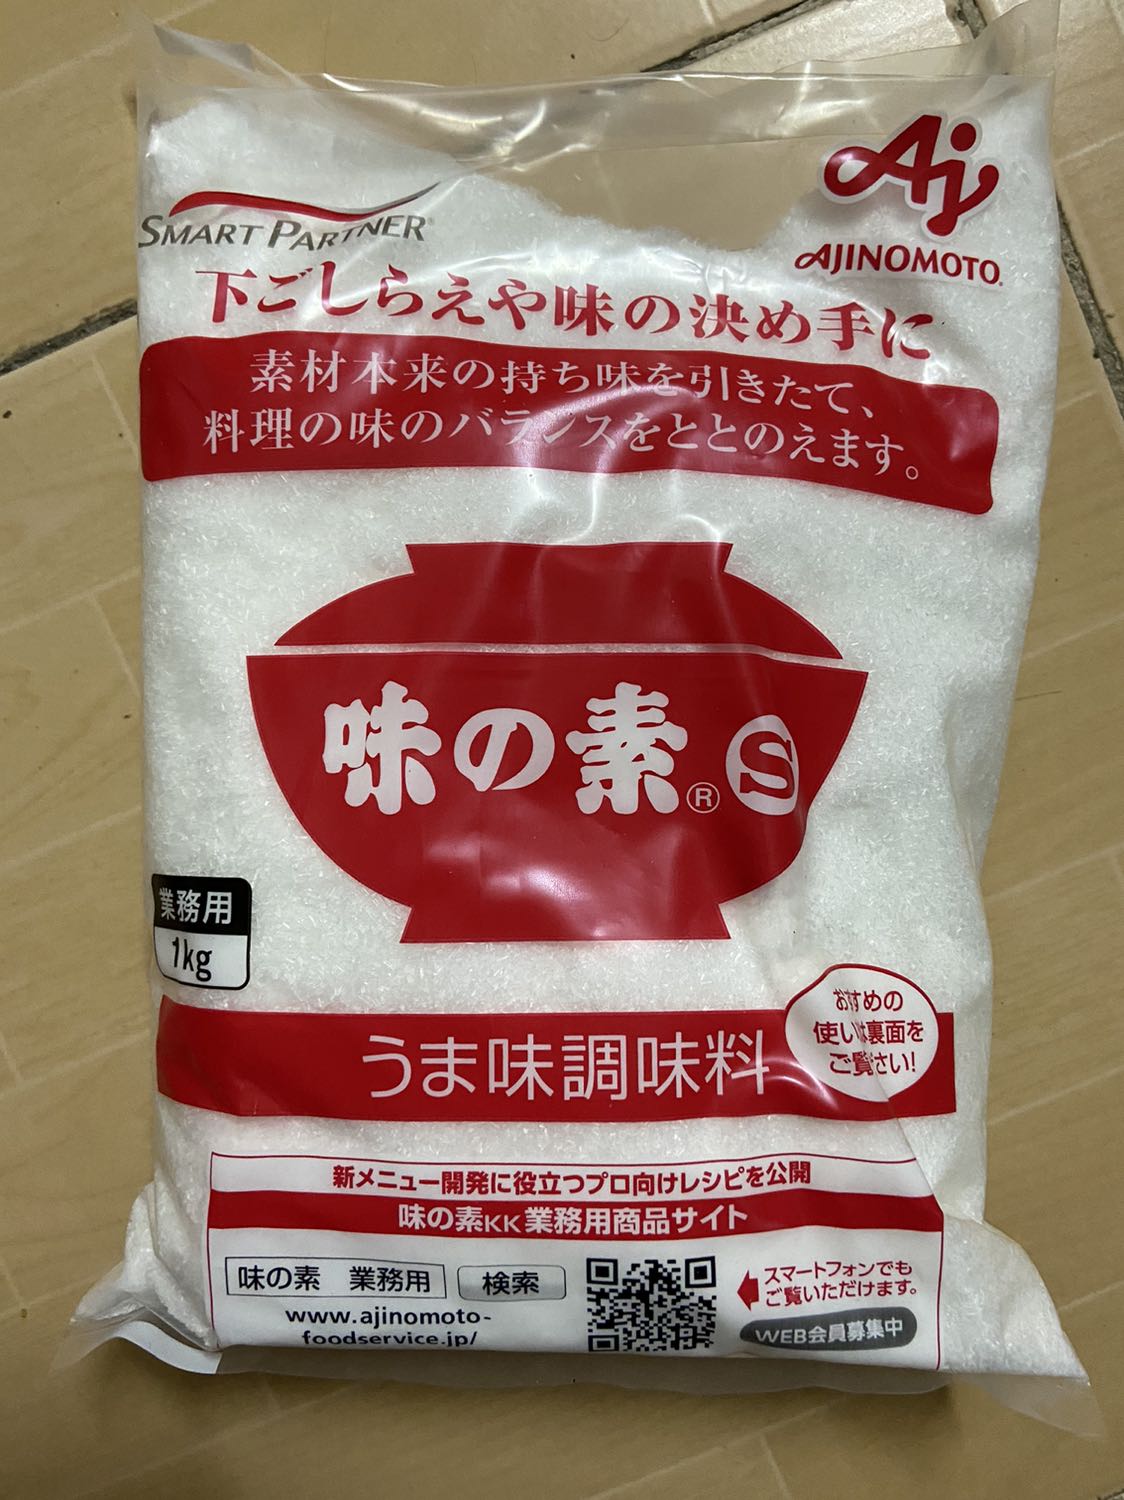 Aj
AJINOMOTO®
SMART PARTNER®
下ごしらえや味の決め手に
素材本来の持ち味を引きたて、
料理の味のバランスをととのえます。
味の素® S
業務用
1kg
うま味調味料
おすすめの
使い方は裏面を
ご覧ください!
新メニュー開発に役立つプロ向けレシピを公開
味の素KK業務用商品サイト
味の素 業務用 検索
www.ajinomoto-
foodservice.jp/
スマートフォンでも
ご覧いただけます。
WEB会員募集中